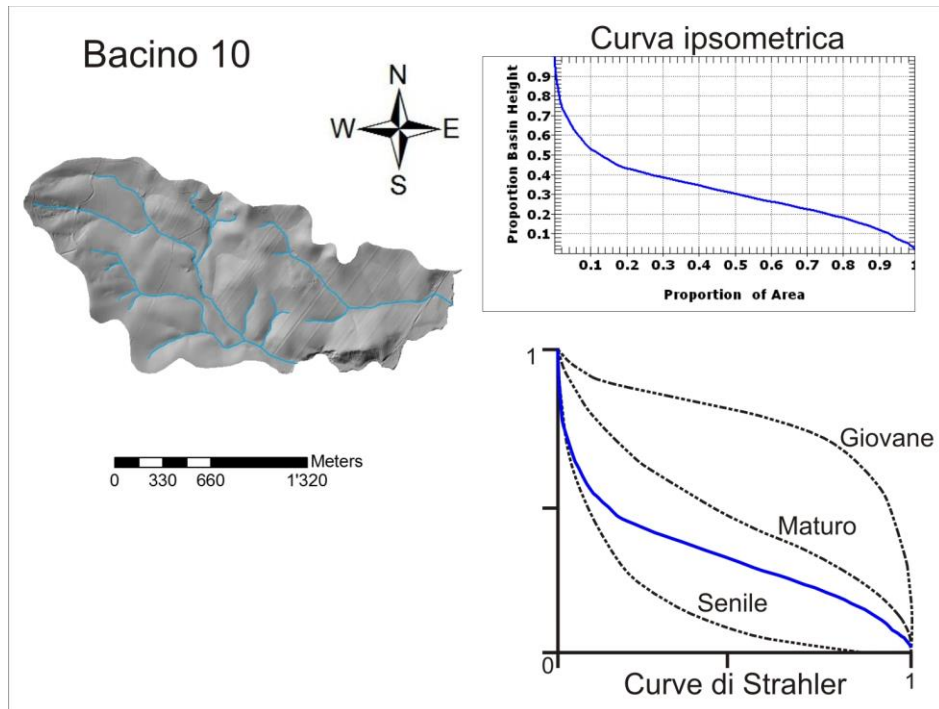 Bacino 10
N
W E
S
Meters
0 330 660 1'320
Curva ipsometrica
Proportion Basin Height
0.9
0.8
0.7
0.6
0.5
0.4
0.3
0.2
0.1
0.1 0.2 0.3 0.4 0.5 0.6 0.7 0.8 0.9 1
Proportion of Area
1
Giovane
Maturo
Senile
0
1
Curve di Strahler